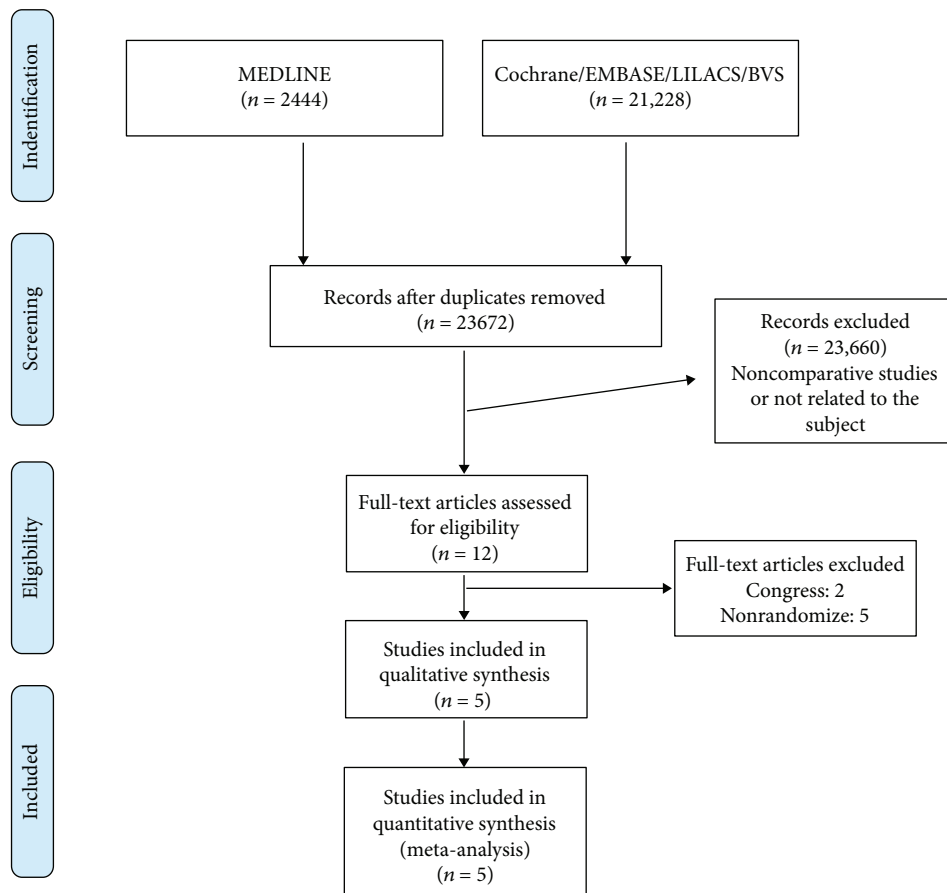 Indentification
MEDLINE
(n = 2444)
Cochrane/EMBASE/LILACS/BVS
(n = 21,228)
Screening
Records after duplicates removed
(n = 23672)
Records excluded
(n = 23,660)
Noncomparative studies
or not related to the
subject
Eligibility
Full-text articles assessed
for eligibility
(n = 12)
Full-text articles excluded
Congress: 2
Nonrandomize: 5
Studies included in
qualitative synthesis
(n = 5)
Included
Studies included in
quantitative synthesis
(meta-analysis)
(n = 5)